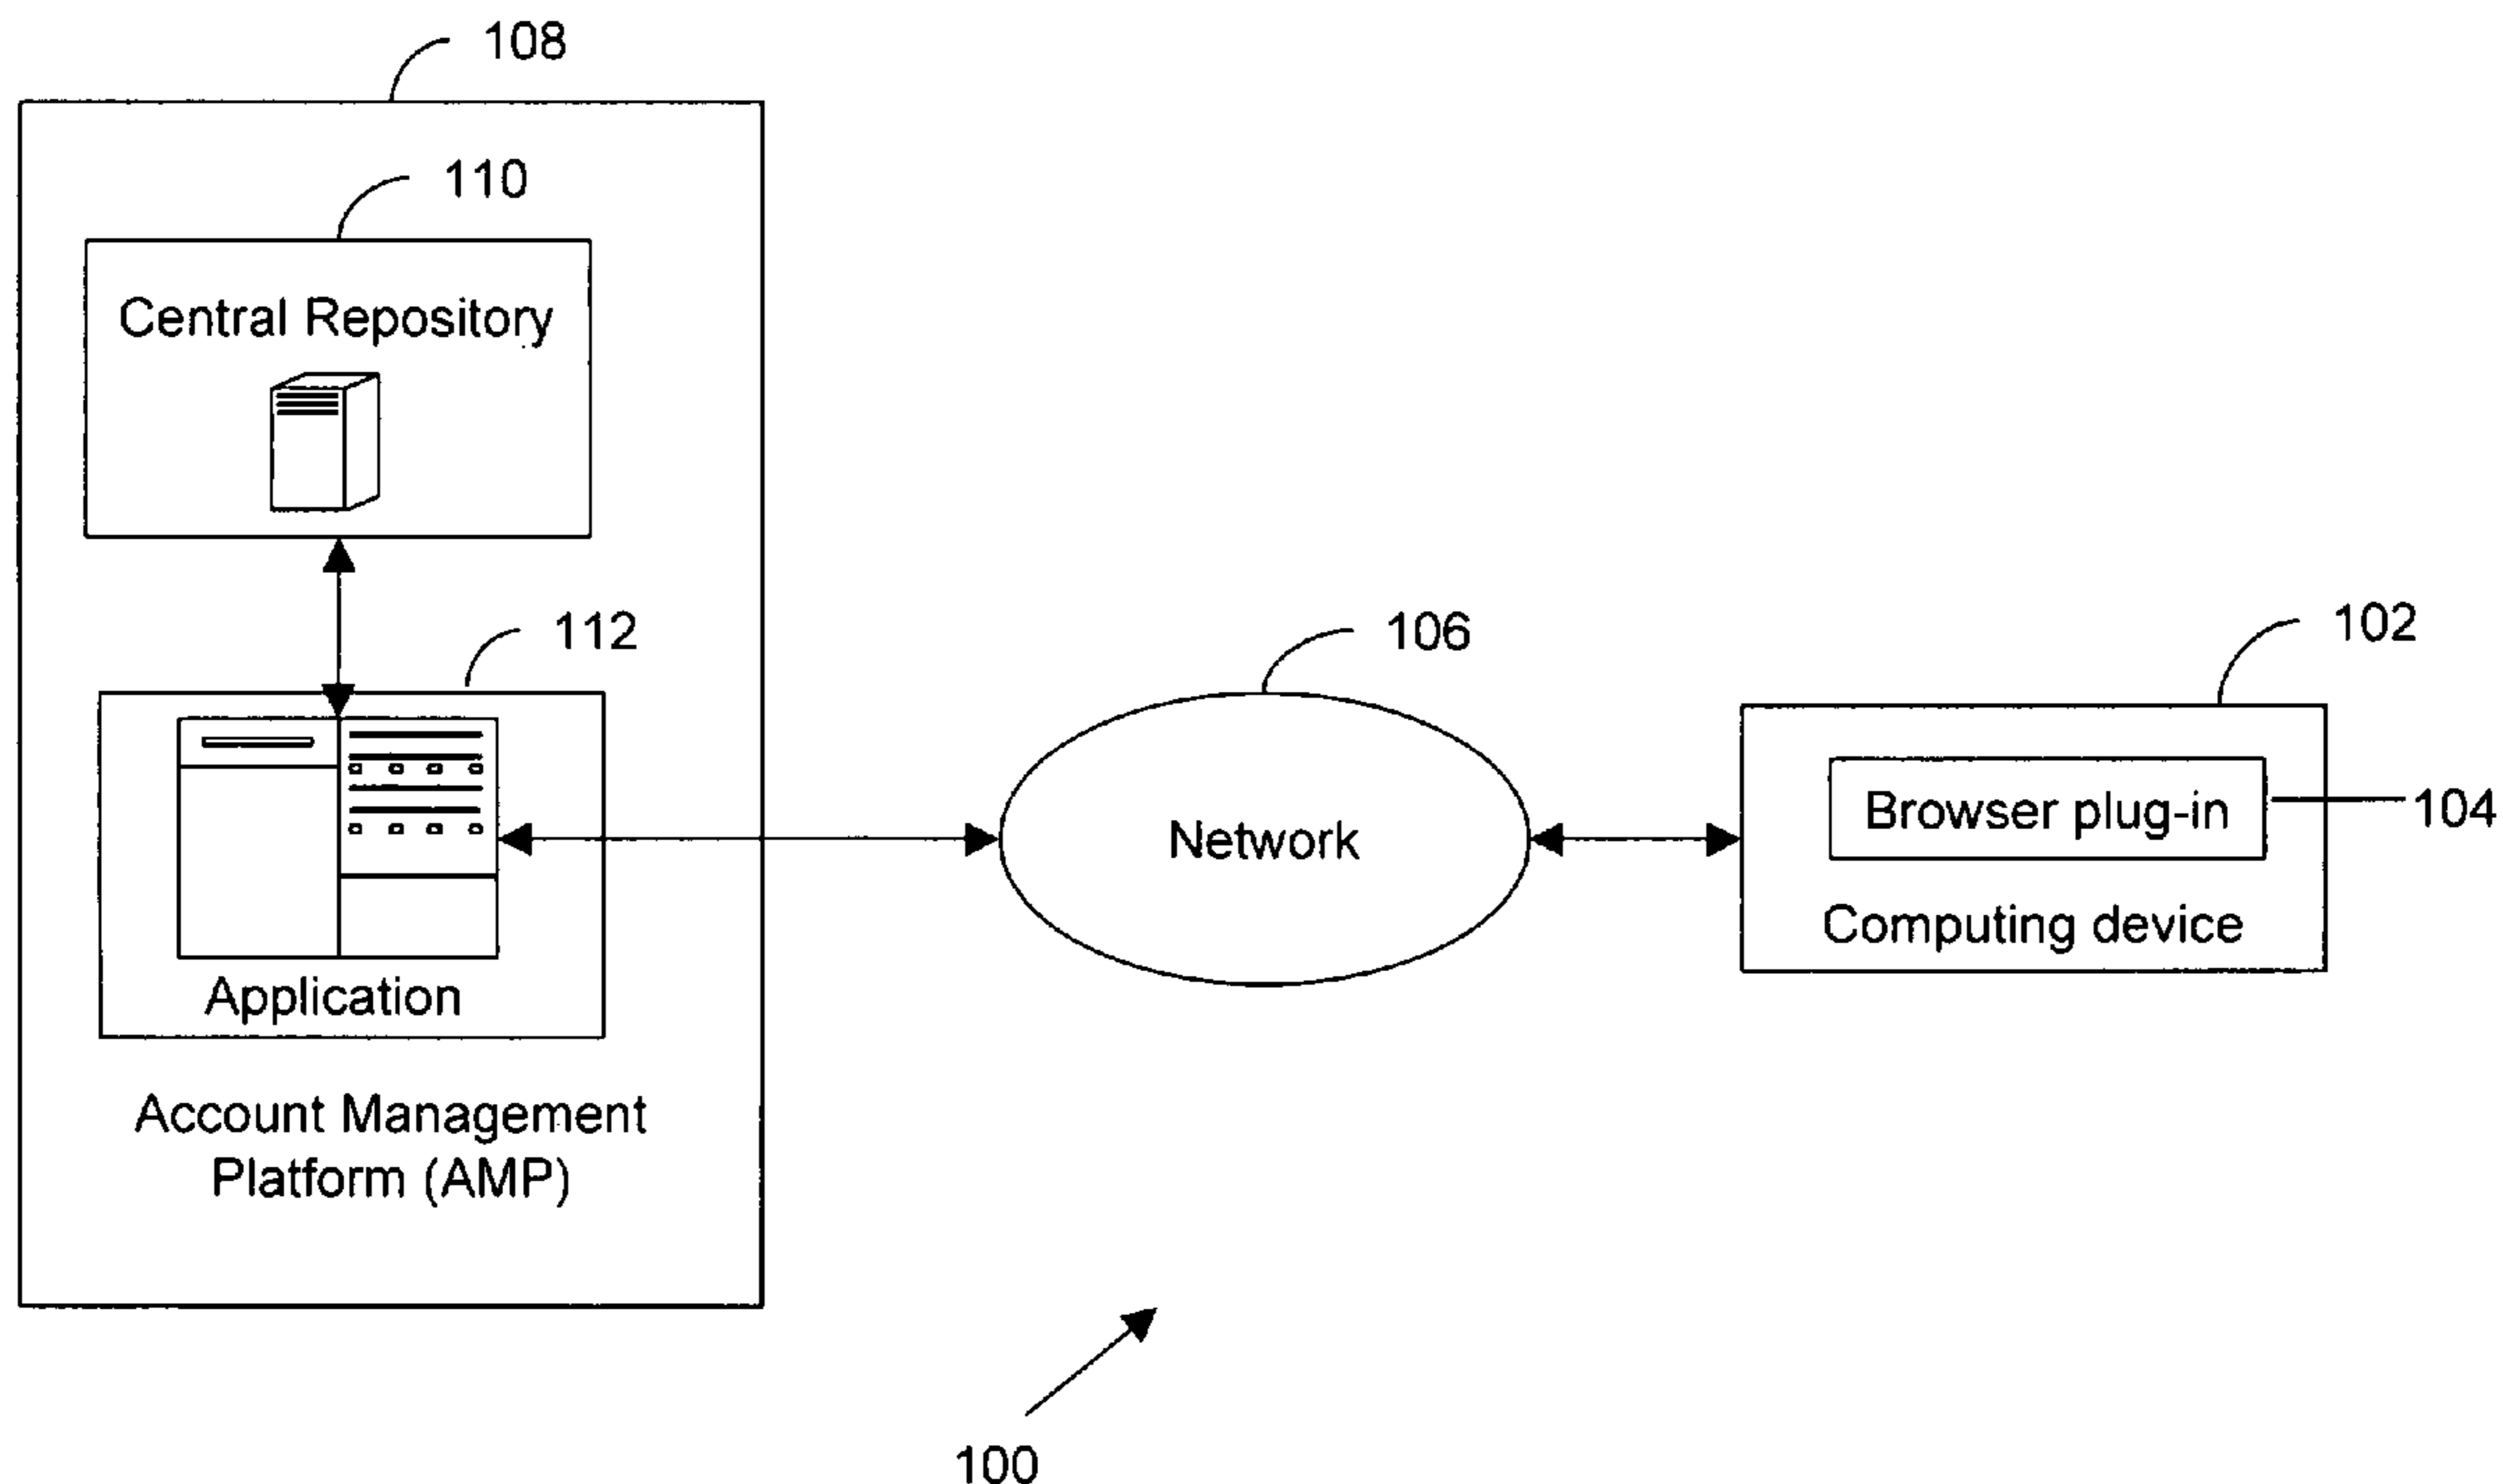 108
110
Central Repository
112
106
102
Network
Browser plug-in
104
Computing device
Application
Account Management
Platform (AMP)
100